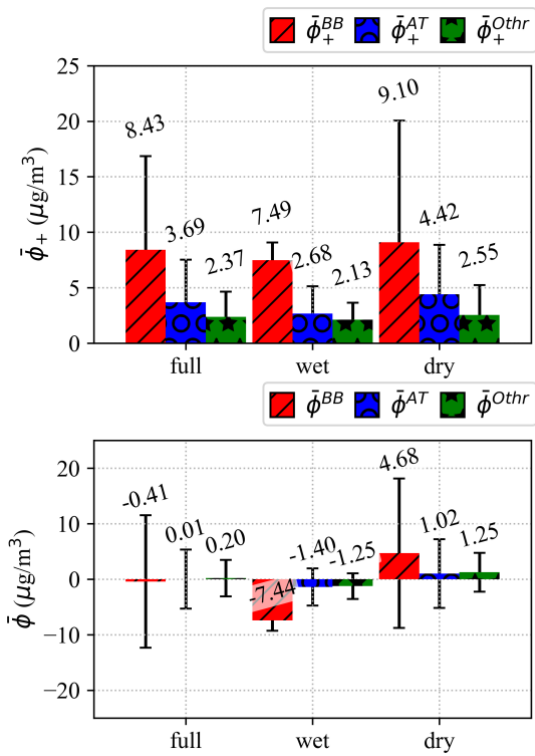 ϕ̄₊ᴮᴮ ϕ̄₊ᴬᵀ ϕ̄₊ᴼᵗʰʳ
25
20
15
10
5
0
ϕ̄₊ (μg/m³)
8.43 3.69 2.37 7.49 2.68 2.13 9.10 4.42 2.55
full wet dry
ϕ̄ᴮᴮ ϕ̄ᴬᵀ ϕ̄ᴼᵗʰʳ
20
10
0
−10
−20
ϕ̄ (μg/m³)
-0.41 0.01 0.20 -7.44 -1.40 -1.25 4.68 1.02 1.25
full wet dry